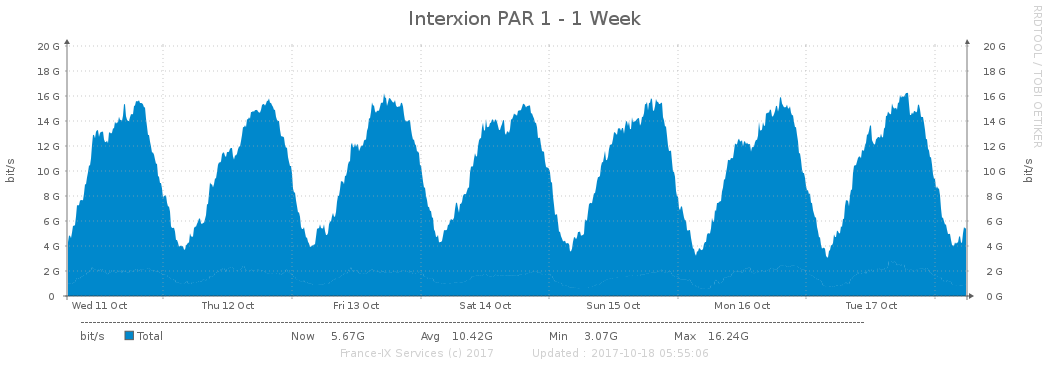 Interxion PAR 1 - 1 Week
RRDTOOL / TOBI OETIKER
bit/s
bit/s
20 G 20 G
18 G 18 G
16 G 16 G
14 G 14 G
12 G 12 G
10 G 10 G
8 G 8 G
6 G 6 G
4 G 4 G
2 G 2 G
0 0 G
Wed 11 Oct Thu 12 Oct Fri 13 Oct Sat 14 Oct Sun 15 Oct Mon 16 Oct Tue 17 Oct
bit/s Total Now 5.67G Avg 10.42G Min 3.07G Max 16.24G
France-IX Services (c) 2017 Updated : 2017-10-18 05:55:06